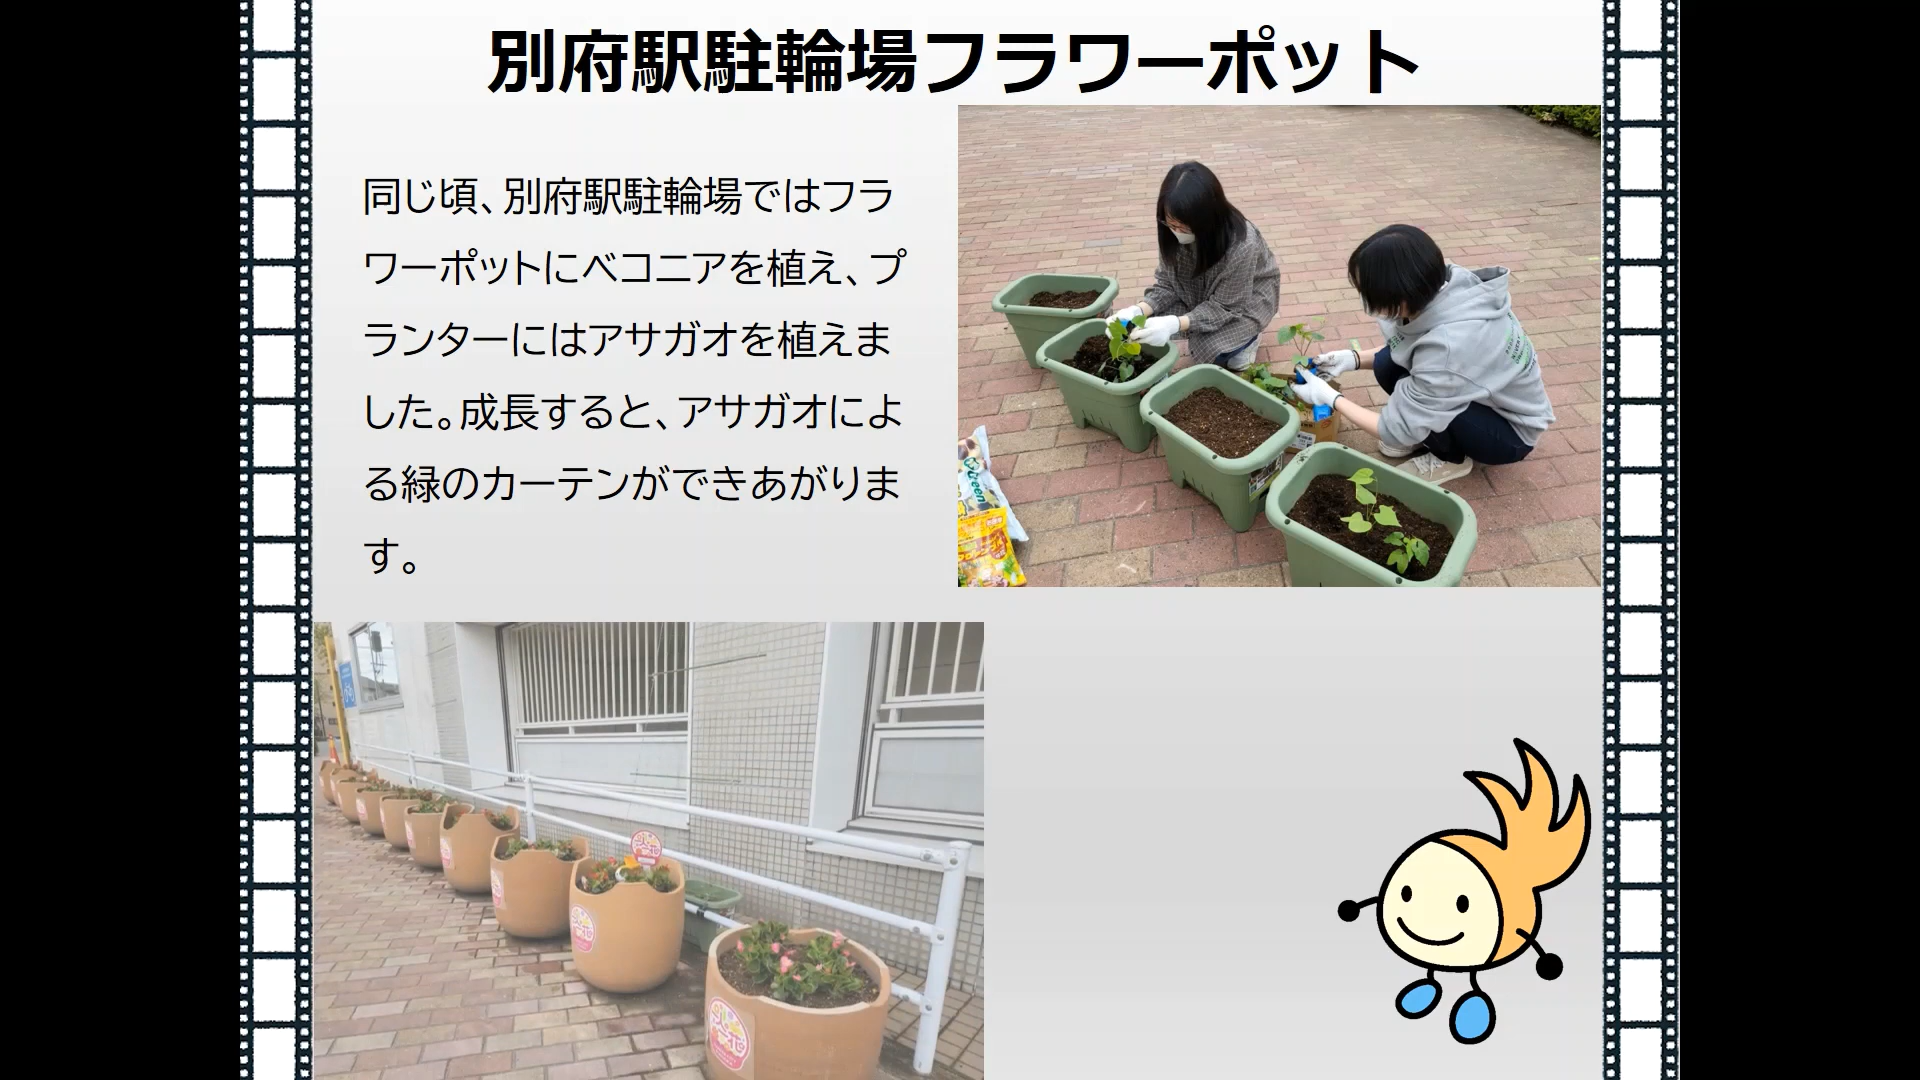 別府駅駐輪場フラワーポット
同じ頃、別府駅駐輪場ではフラ
ワーポットにベコニアを植え、プ
ランターにはアサガオを植えま
した。成長すると、アサガオによ
る緑のカーテンができあがりま
す。
Green